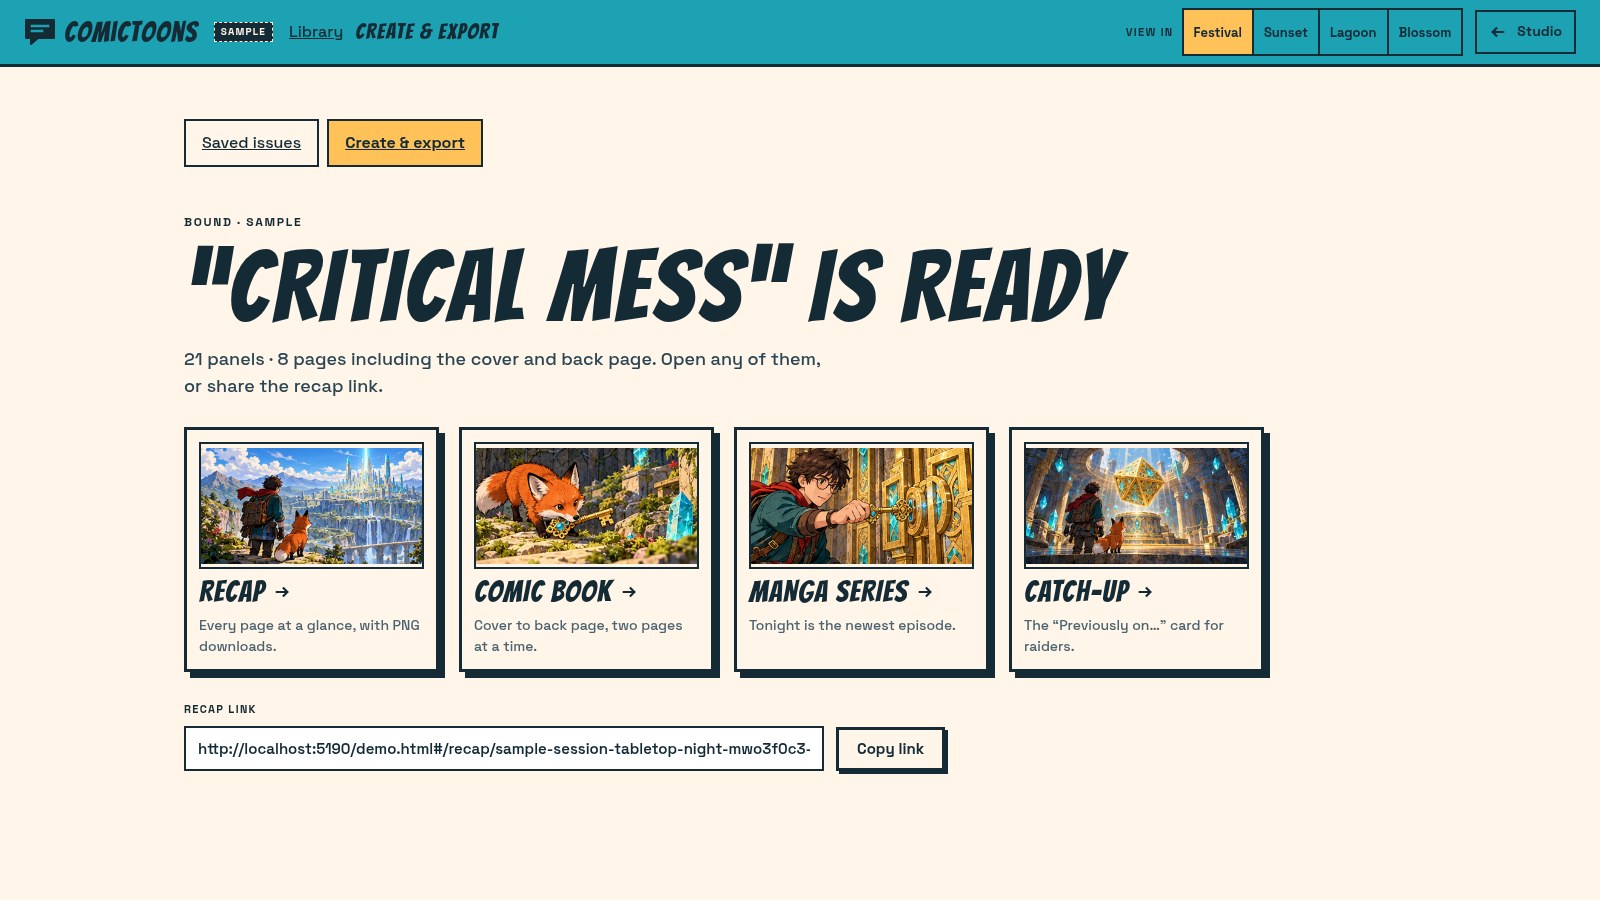 COMICTOONS
SAMPLE
Library
CREATE & EXPORT
VIEW IN
Festival
Sunset
Lagoon
Blossom
← Studio
Saved issues
Create & export
BOUND · SAMPLE
"CRITICAL MESS" IS READY
21 panels · 8 pages including the cover and back page. Open any of them,
or share the recap link.
RECAP →
Every page at a glance, with PNG
downloads.
COMIC BOOK →
Cover to back page, two pages
at a time.
MANGA SERIES →
Tonight is the newest episode.
CATCH-UP →
The “Previously on…” card for
raiders.
RECAP LINK
http://localhost:5190/demo.html#/recap/sample-session-tabletop-night-mwo3f0c3-
Copy link